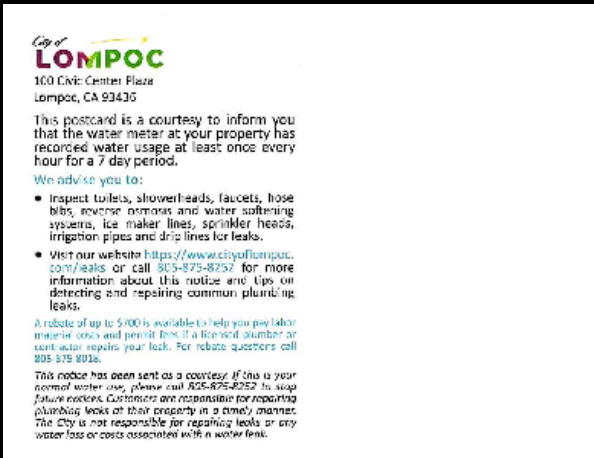 City of
LOMPOC
100 Civic Center Plaza
Lompoc, CA 93436
This postcard is a courtesy to inform you
that the water meter at your property has
recorded water usage at least once every
hour for a 7 day period.
We advise you to:
• Inspect toilets, showerheads, faucets, hose
bibs, reverse osmosis and water softening
systems, ice maker lines, sprinkler heads,
irrigation pipes and drip lines for leaks.
• Visit our website https://www.cityoflompoc.
com/leaks or call 805-875-8252 for more
information about this notice and tips on
detecting and repairing common plumbing
leaks.
A rebate of up to $700 is available to help you pay labor
material costs and permit fees if a licensed plumber or
contractor repairs your leak. For rebate questions call
805-875-8018.
This notice has been sent as a courtesy. If this is your
normal water use, please call 805-875-8252 to stop
future notices. Customers are responsible for repairing
plumbing leaks at their property in a timely manner.
The City is not responsible for repairing leaks or any
water loss or costs associated with a water leak.